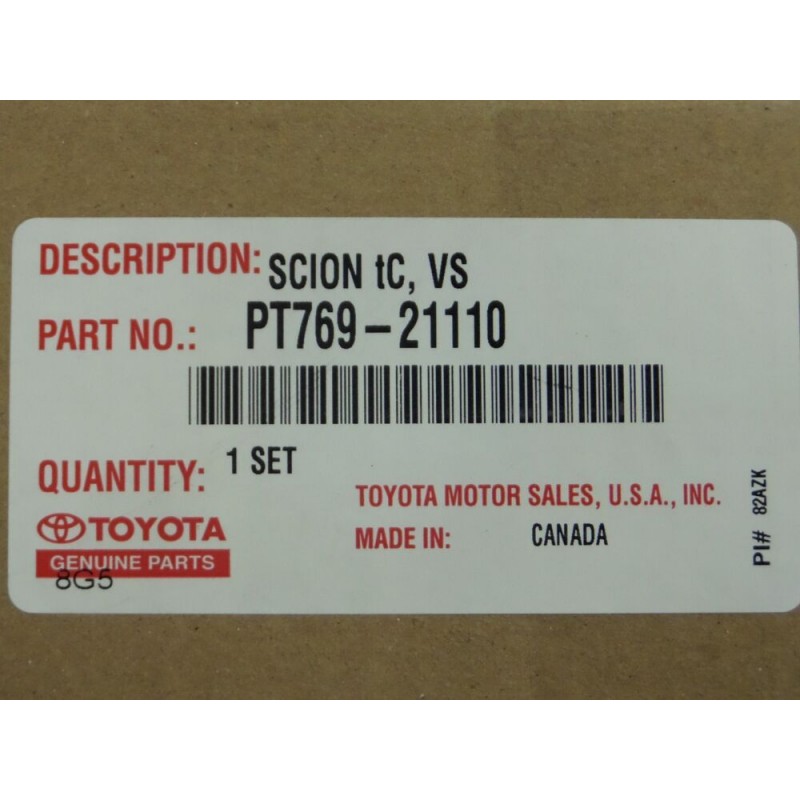 DESCRIPTION: SCION tC, VS
PART NO.: PT769-21110
QUANTITY: 1 SET
TOYOTA MOTOR SALES, U.S.A., INC.
TOYOTA
MADE IN: CANADA
GENUINE PARTS
8G5
PI# 82AZK